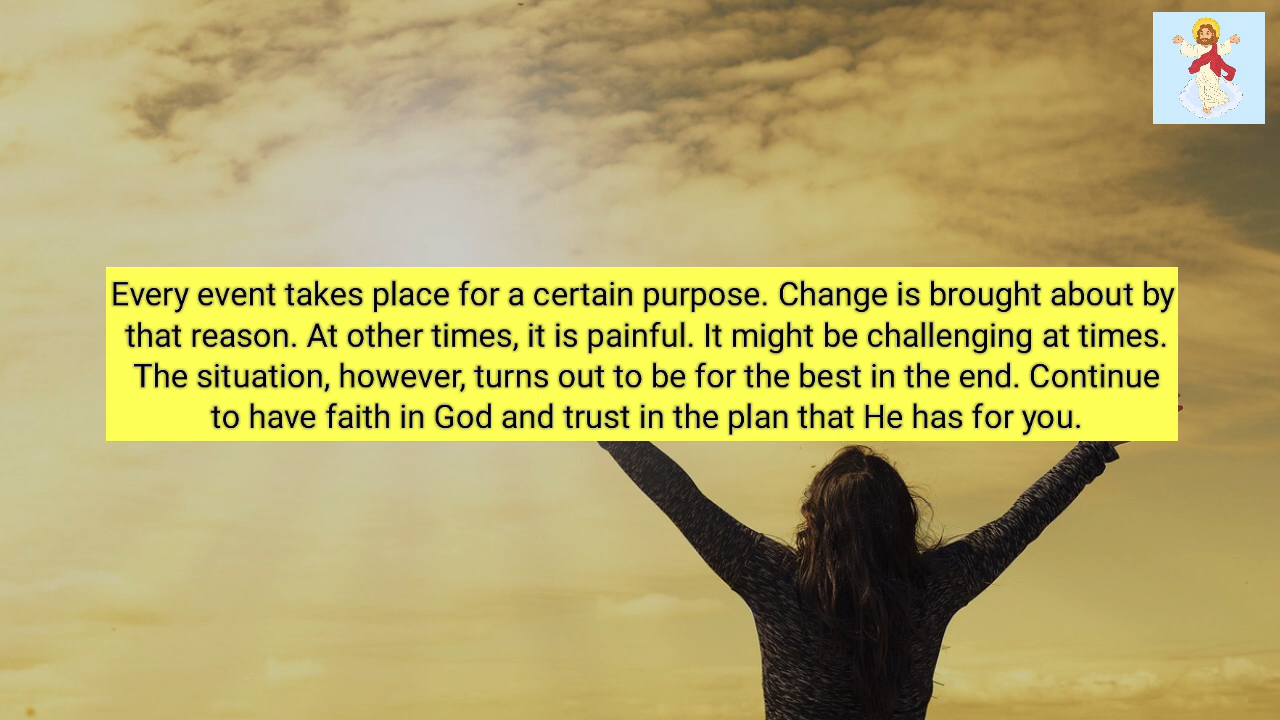 Every event takes place for a certain purpose. Change is brought about by
that reason. At other times, it is painful. It might be challenging at times.
The situation, however, turns out to be for the best in the end. Continue
to have faith in God and trust in the plan that He has for you.